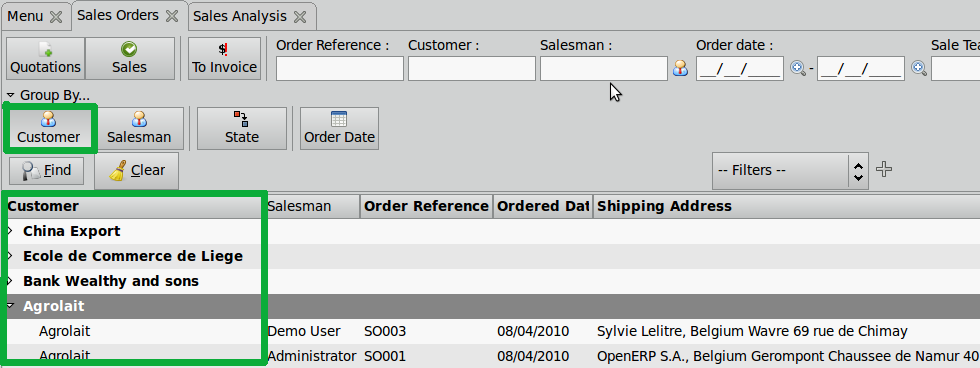 Menu Sales Orders Sales Analysis
Order Reference : Customer : Salesman : Order date : Sale Tea
Quotations Sales To Invoice
__/__/____ - __/__/____
Group By...
Customer Salesman State Order Date
Find Clear -- Filters --
Customer Salesman Order Reference Ordered Dat Shipping Address
China Export
Ecole de Commerce de Liege
Bank Wealthy and sons
Agrolait
Agrolait Demo User SO003 08/04/2010 Sylvie Lelitre, Belgium Wavre 69 rue de Chimay
Agrolait Administrator SO001 08/04/2010 OpenERP S.A., Belgium Gerompont Chaussee de Namur 40